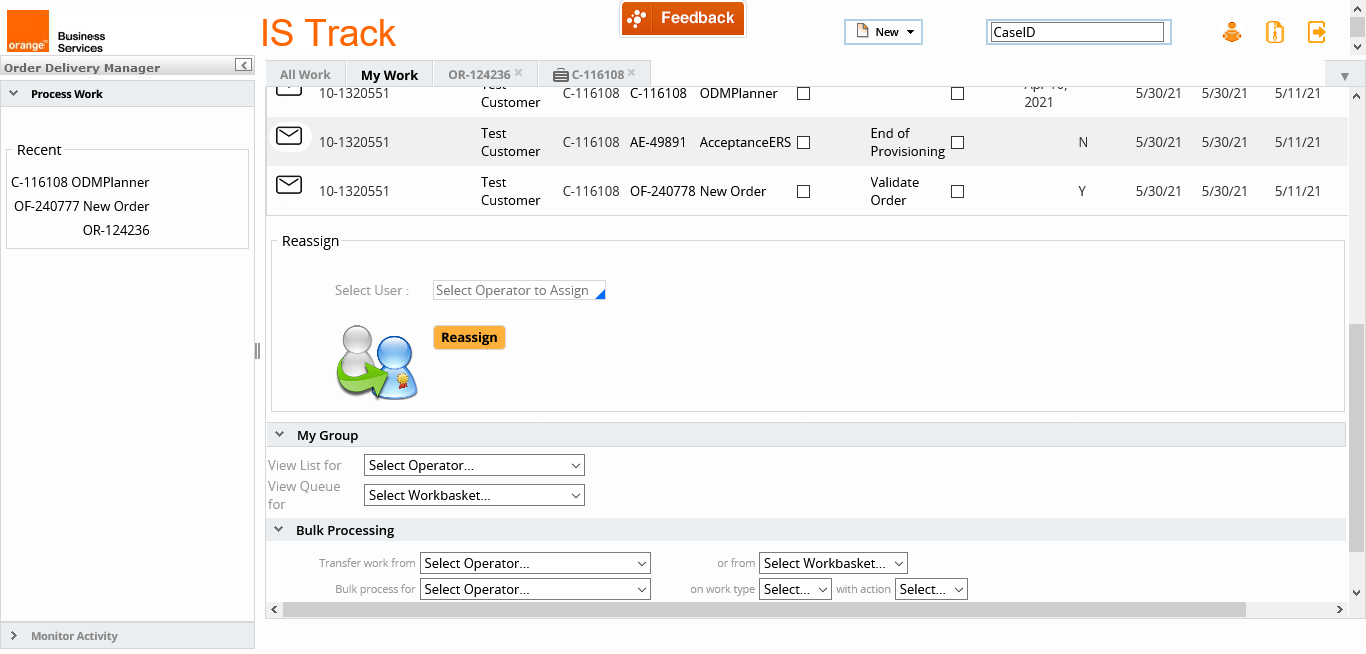 orange™
Business
Services
IS Track
Feedback
New
CaseID
Order Delivery Manager
Process Work
Recent
C-116108 ODMPlanner
OF-240777 New Order
OR-124236
Monitor Activity
All Work My Work OR-124236 × C-116108 ×
10-1320551 Test Customer C-116108 C-116108 ODMPlanner Apr 10, 2021 5/30/21 5/30/21 5/11/21
10-1320551 Test Customer C-116108 AE-49891 AcceptanceERS End of Provisioning N 5/30/21 5/30/21 5/11/21
10-1320551 Test Customer C-116108 OF-240778 New Order Validate Order Y 5/30/21 5/30/21 5/11/21
Reassign
Select User : Select Operator to Assign
Reassign
My Group
View List for Select Operator...
View Queue for Select Workbasket...
Bulk Processing
Transfer work from Select Operator... or from Select Workbasket...
Bulk process for Select Operator... on work type Select... with action Select...